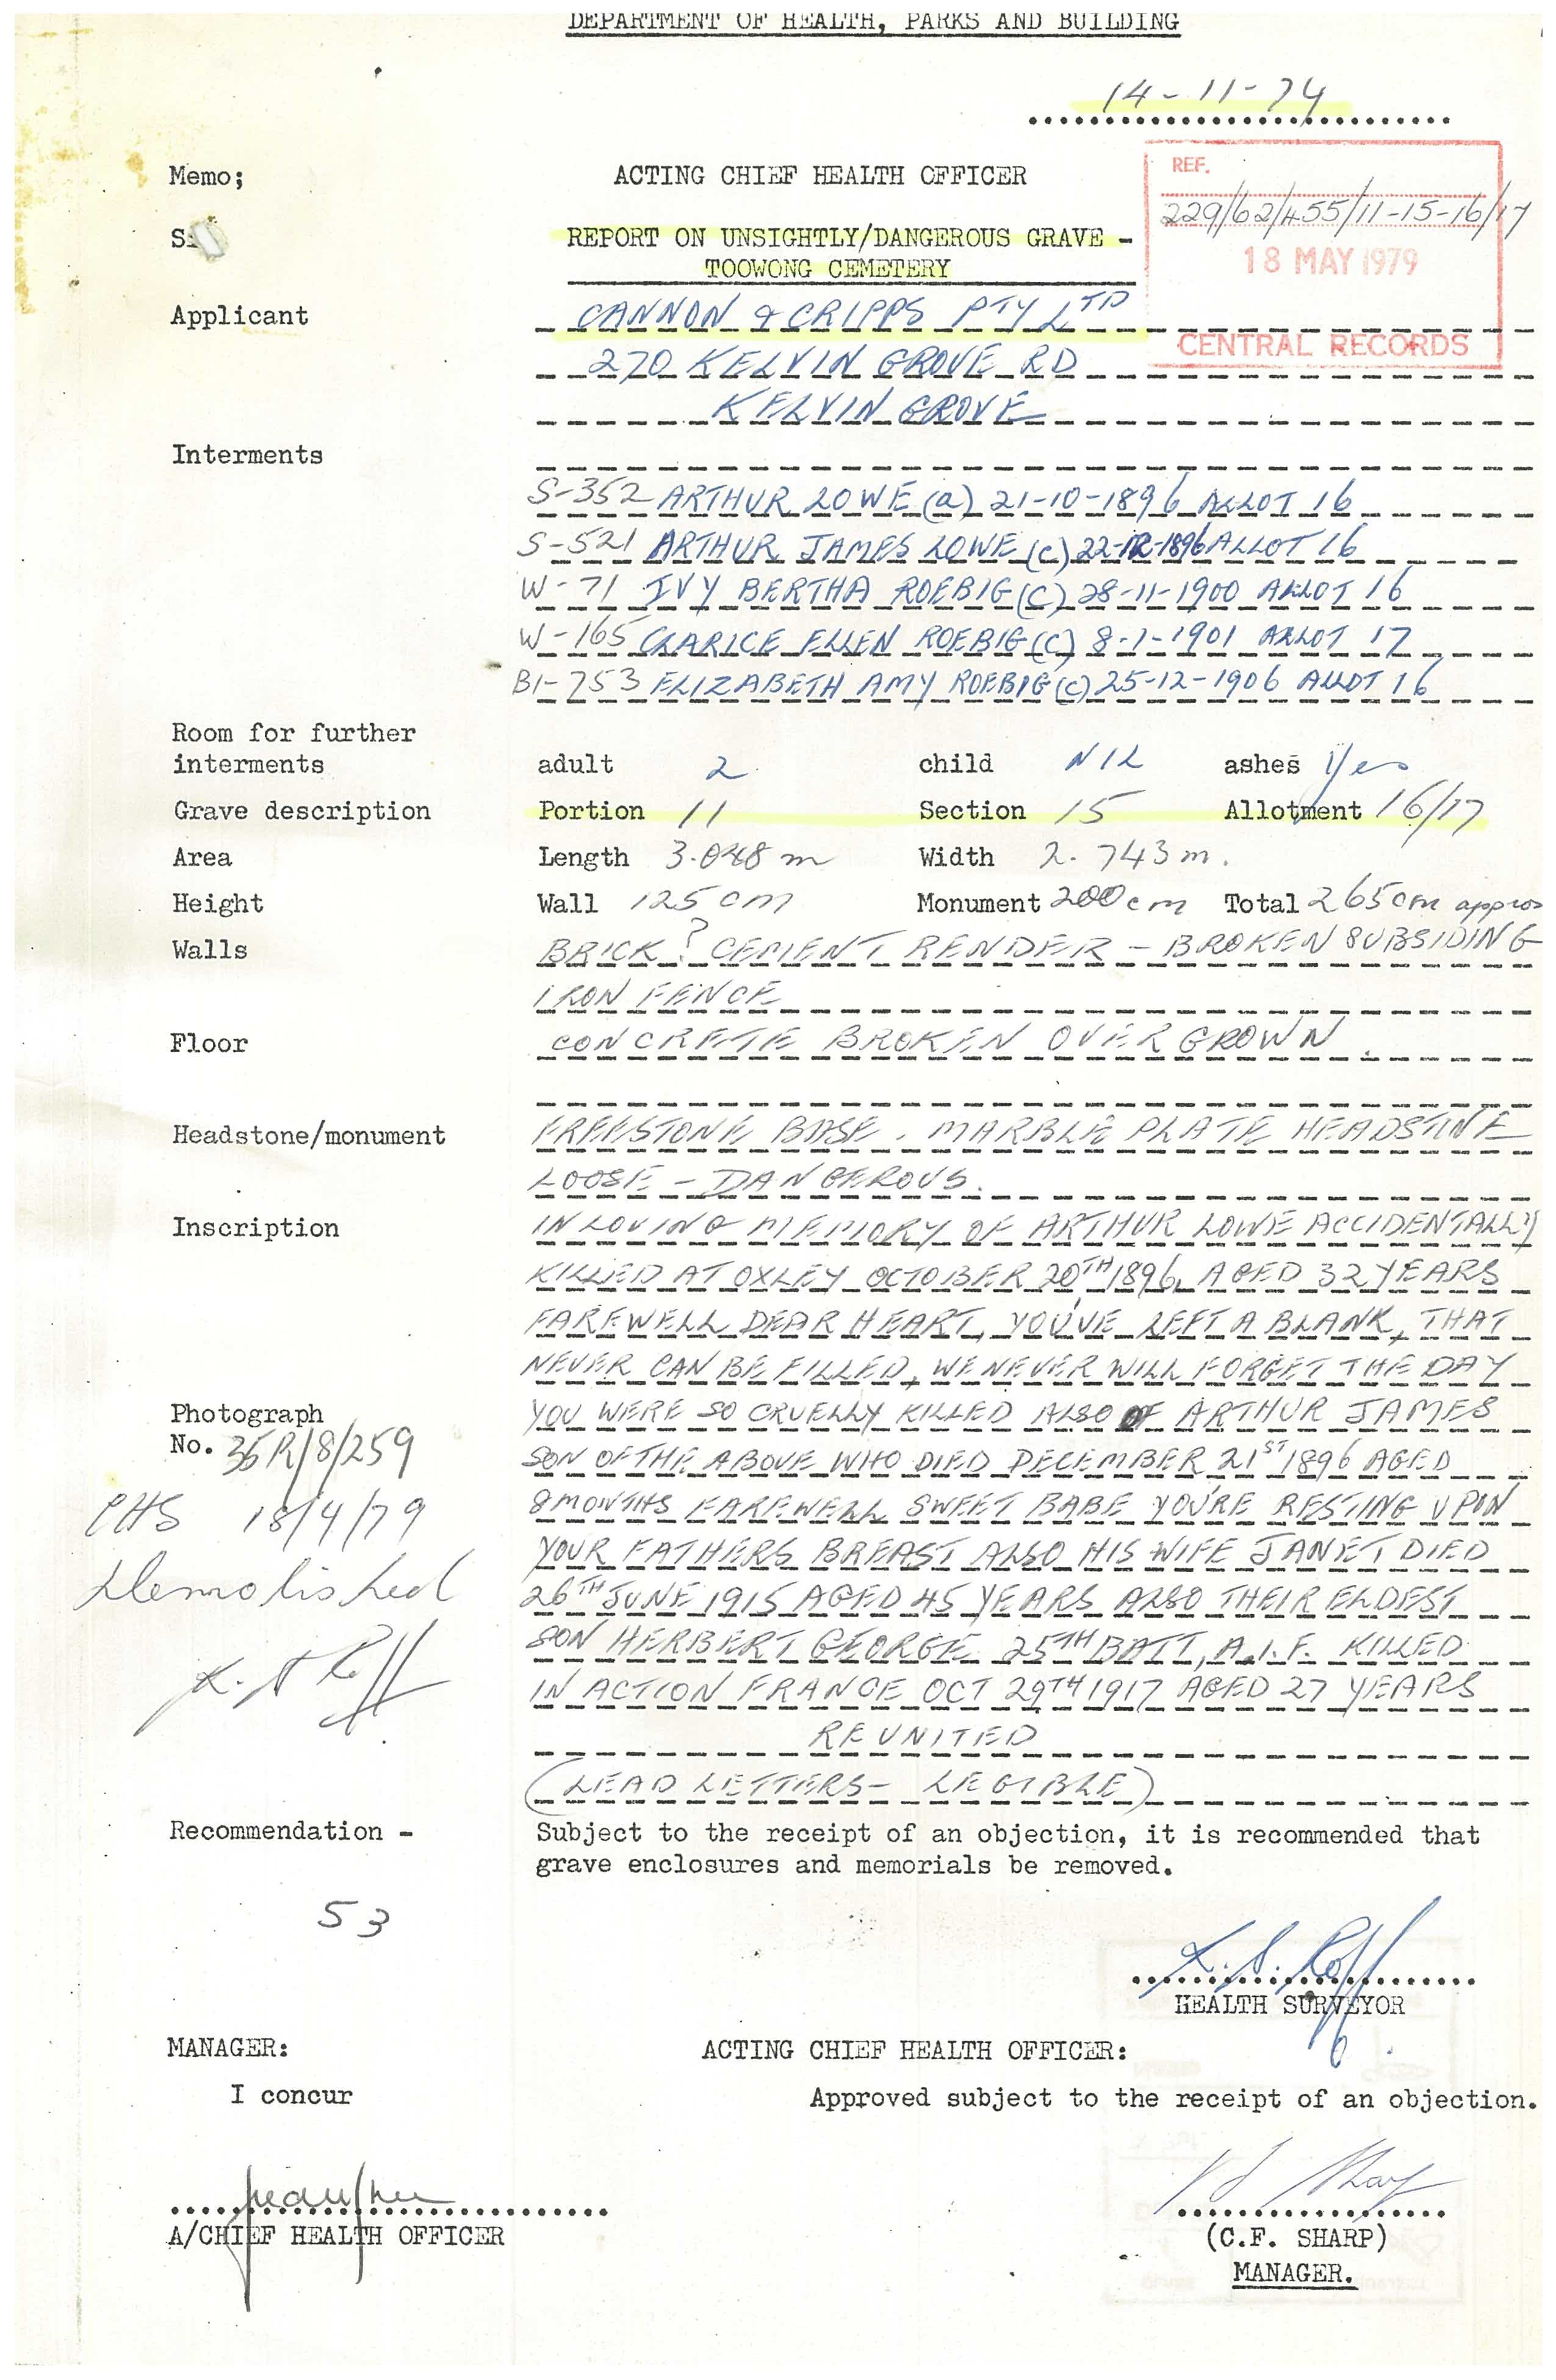 DEPARTMENT OF HEALTH, PARKS AND BUILDING
14-11-74
Memo; ACTING CHIEF HEALTH OFFICER
REF.
229/62/455/11-15-16/17
18 MAY 1979
CENTRAL RECORDS
REPORT ON UNSIGHTLY/DANGEROUS GRAVE -
TOOWONG CEMETERY
Applicant CANNON & CRIPPS PTY LTD
270 KELVIN GROVE RD
KELVIN GROVE
Interments
S-352 ARTHUR LOWE (a) 21-10-1896 ALLOT 16
S-521 ARTHUR JAMES LOWE (c) 22-12-1896 ALLOT 16
W-71 IVY BERTHA ROEBIG (c) 28-11-1900 ALLOT 16
W-165 CLARICE ELLEN ROEBIG (c) 8-1-1901 ALLOT 17
B1-753 ELIZABETH AMY ROEBIG (c) 25-12-1906 ALLOT 16
Room for further
interments adult 2 child NIL ashes Yes
Grave description Portion 11 Section 15 Allotment 16/17
Area Length 3.048 m Width 2.743 m.
Height Wall 125 cm Monument 200 cm Total 265 cm approx
Walls BRICK? CEMENT RENDER - BROKEN SUBSIDING
IRON FENCE
Floor CONCRETE BROKEN OVERGROWN.
Headstone/monument FREESTONE BASE. MARBLE PLATE HEADSTONE
LOOSE - DANGEROUS.
Inscription IN LOVING MEMORY OF ARTHUR LOWE ACCIDENTALLY
KILLED AT OXLEY OCTOBER 20TH 1896, AGED 32 YEARS
FAREWELL DEAR HEART, YOU'VE LEFT A BLANK, THAT
NEVER CAN BE FILLED, WE NEVER WILL FORGET THE DAY
YOU WERE SO CRUELLY KILLED ALSO OF ARTHUR JAMES
SON OF THE ABOVE WHO DIED DECEMBER 21ST 1896 AGED
8 MONTHS FAREWELL SWEET BABE YOU'RE RESTING UPON
YOUR FATHERS BREAST ALSO HIS WIFE JANET DIED
26TH JUNE 1915 AGED 45 YEARS ALSO THEIR ELDEST
SON HERBERT GEORGE 25TH BATT, A.I.F. KILLED
IN ACTION FRANCE OCT 29TH 1917 AGED 27 YEARS
REUNITED
(LEAD LETTERS - LEGIBLE)
Photograph
No. 36R/8/259
CHS 18/4/79
Demolished
K. S. Roff
Recommendation - Subject to the receipt of an objection, it is recommended that
grave enclosures and memorials be removed.
53
K. S. Roff
HEALTH SURVEYOR
MANAGER: ACTING CHIEF HEALTH OFFICER:
I concur Approved subject to the receipt of an objection.
A/CHIEF HEALTH OFFICER (C.F. SHARP)
MANAGER.